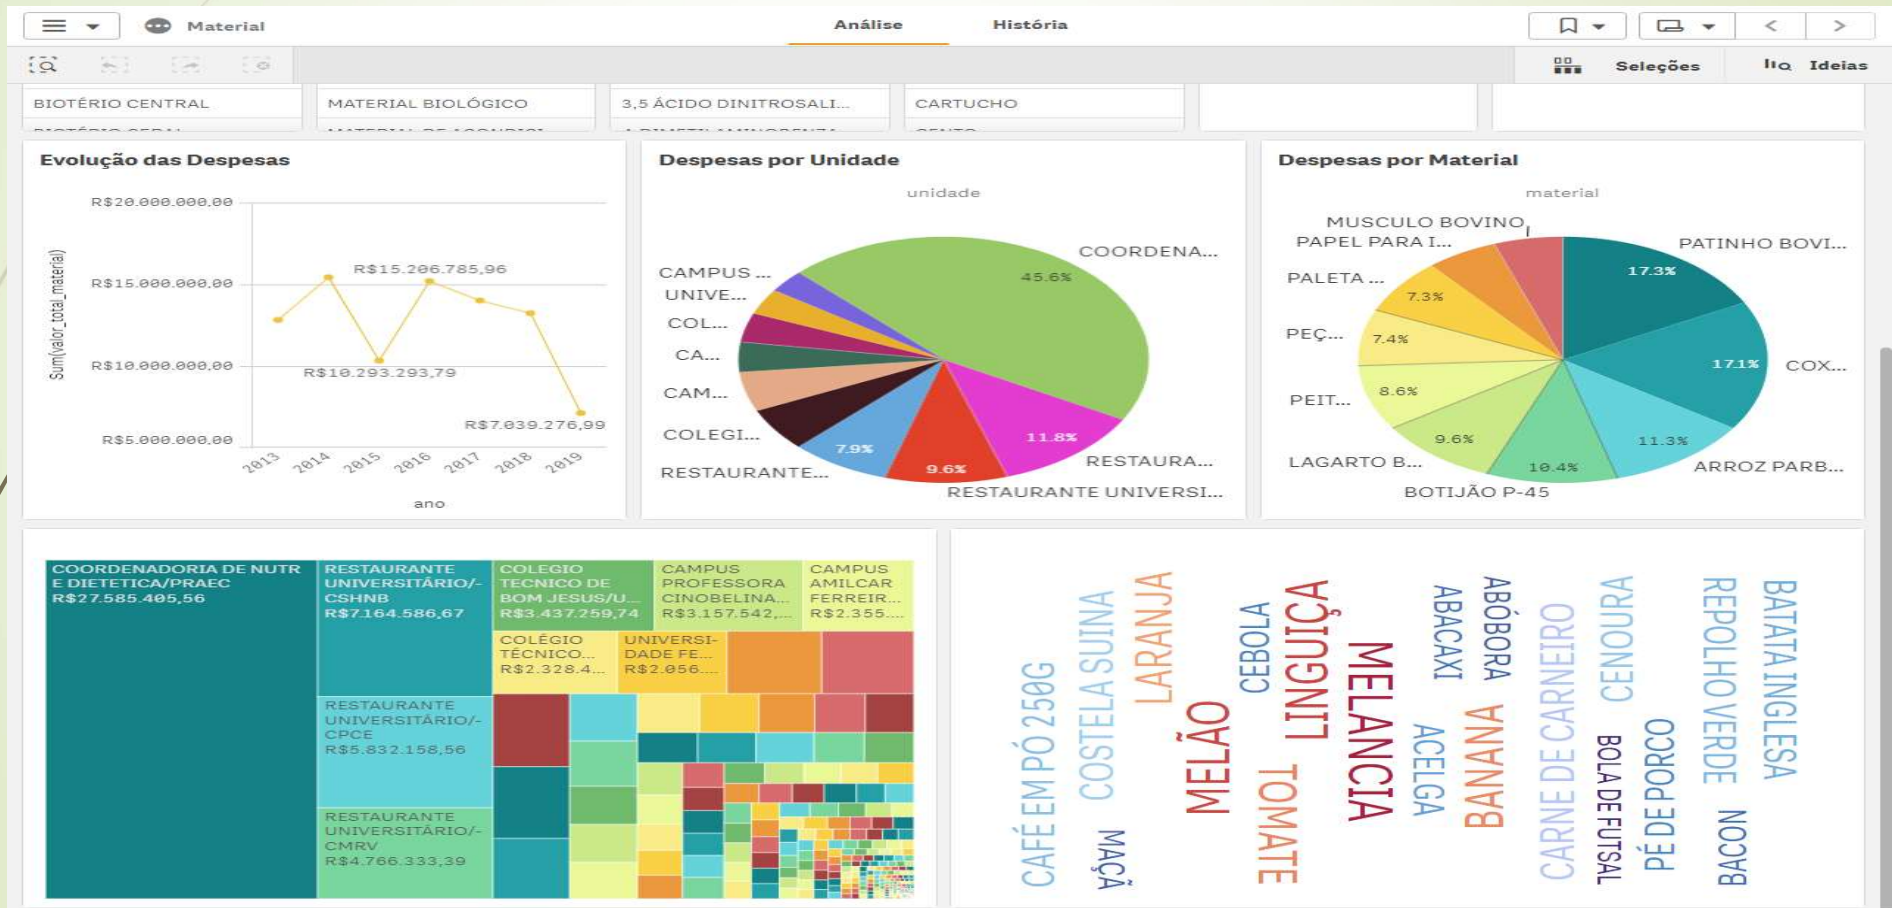 Material
Análise
História
Seleções
Ideias
BIOTÉRIO CENTRAL
MATERIAL BIOLÓGICO
3,5 ÁCIDO DINITROSALI...
CARTUCHO
Evolução das Despesas
R$20.000.000,00
R$15.000.000,00
R$10.000.000,00
R$5.000.000,00
Sum(valor_total_material)
R$15.206.785,96
R$10.293.293,79
R$7.039.276,99
2013
2014
2015
2016
2017
2018
2019
ano
Despesas por Unidade
unidade
COORDENA...
45.6%
CAMPUS ...
UNIVE...
COL...
CA...
CAM...
COLEGI...
RESTAURANTE...
7.9%
9.6%
11.8%
RESTAURA...
RESTAURANTE UNIVERSI...
Despesas por Material
material
MUSCULO BOVINO
PAPEL PARA I...
PALETA ...
PEÇ...
PEIT...
LAGARTO B...
BOTIJÃO P-45
PATINHO BOVI...
COX...
ARROZ PARB...
17.3%
17.1%
11.3%
10.4%
9.6%
8.6%
7.4%
7.3%
COORDENADORIA DE NUTR
E DIETETICA/PRAEC
R$27.585.405,56
RESTAURANTE
UNIVERSITÁRIO/-
CSHNB
R$7.164.586,67
RESTAURANTE
UNIVERSITÁRIO/-
CPCE
R$5.832.158,56
RESTAURANTE
UNIVERSITÁRIO/-
CMRV
R$4.766.333,39
COLEGIO
TECNICO DE
BOM JESUS/U...
R$3.437.259,74
CAMPUS
PROFESSORA
CINOBELINA...
R$3.157.542,...
CAMPUS
AMILCAR
FERREIR...
R$2.355....
COLÉGIO
TÉCNICO...
R$2.328.4...
UNIVERSI-
DADE FE...
R$2.056....
CAFÉ EM PÓ 250G
COSTELA SUINA
MAÇÃ
LARANJA
MELÃO
CEBOLA
TOMATE
LINGUIÇA
MELANCIA
ABACAXI
ACELGA
ABÓBORA
BANANA
CARNE DE CARNEIRO
CENOURA
BOLA DE FUTSAL
PÉ DE PORCO
REPOLHO VERDE
BACON
BATATA INGLESA